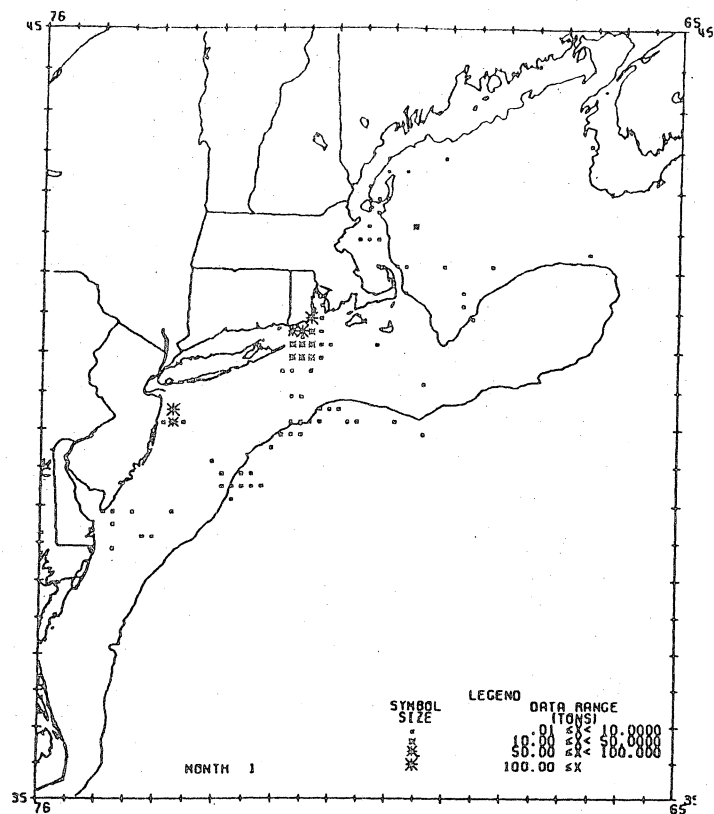 76 65
45 45
LEGEND
SYMBOL DATA RANGE
SIZE (TONS)
.01 ≤X< 10.0000
10.00 ≤X< 50.0000
50.00 ≤X< 100.000
100.00 ≤X
MONTH 1
35 35
76 65